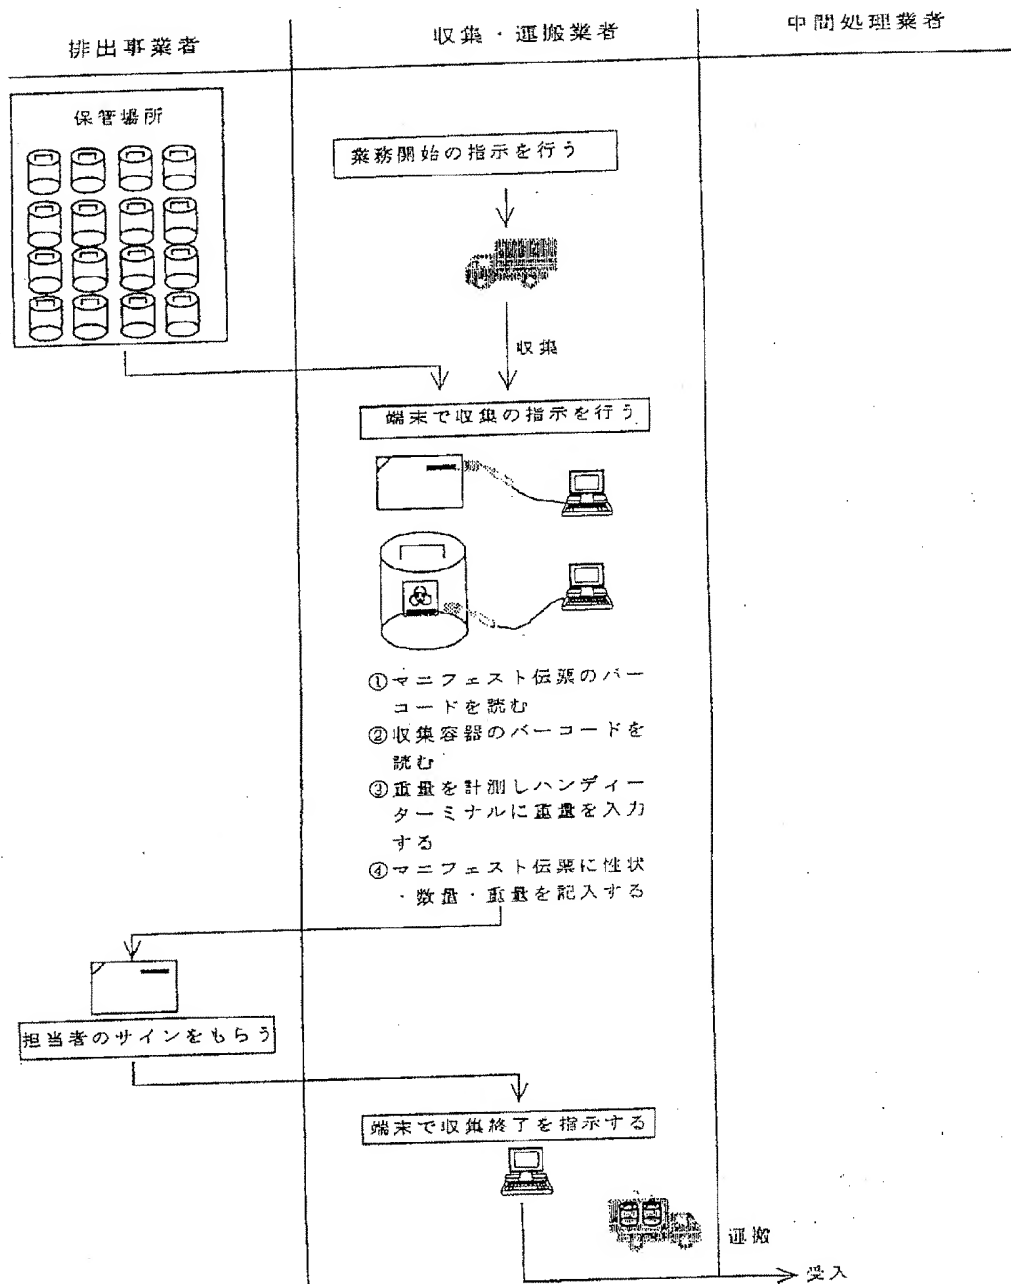 排出事業者
収集・運搬業者
中間処理業者
保管場所
業務開始の指示を行う
収集
端末で収集の指示を行う
①マニフェスト伝票のバー
コードを読む
②収集容器のバーコードを
読む
③重量を計測しハンディー
ターミナルに重量を入力
する
④マニフェスト伝票に性状
・数量・重量を記入する
担当者のサインをもらう
端末で収集終了を指示する
運搬
受入